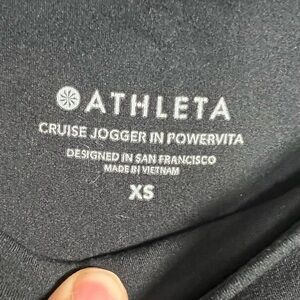 ATHLETA
CRUISE JOGGER IN POWERVITA
DESIGNED IN SAN FRANCISCO
MADE IN VIETNAM
XS